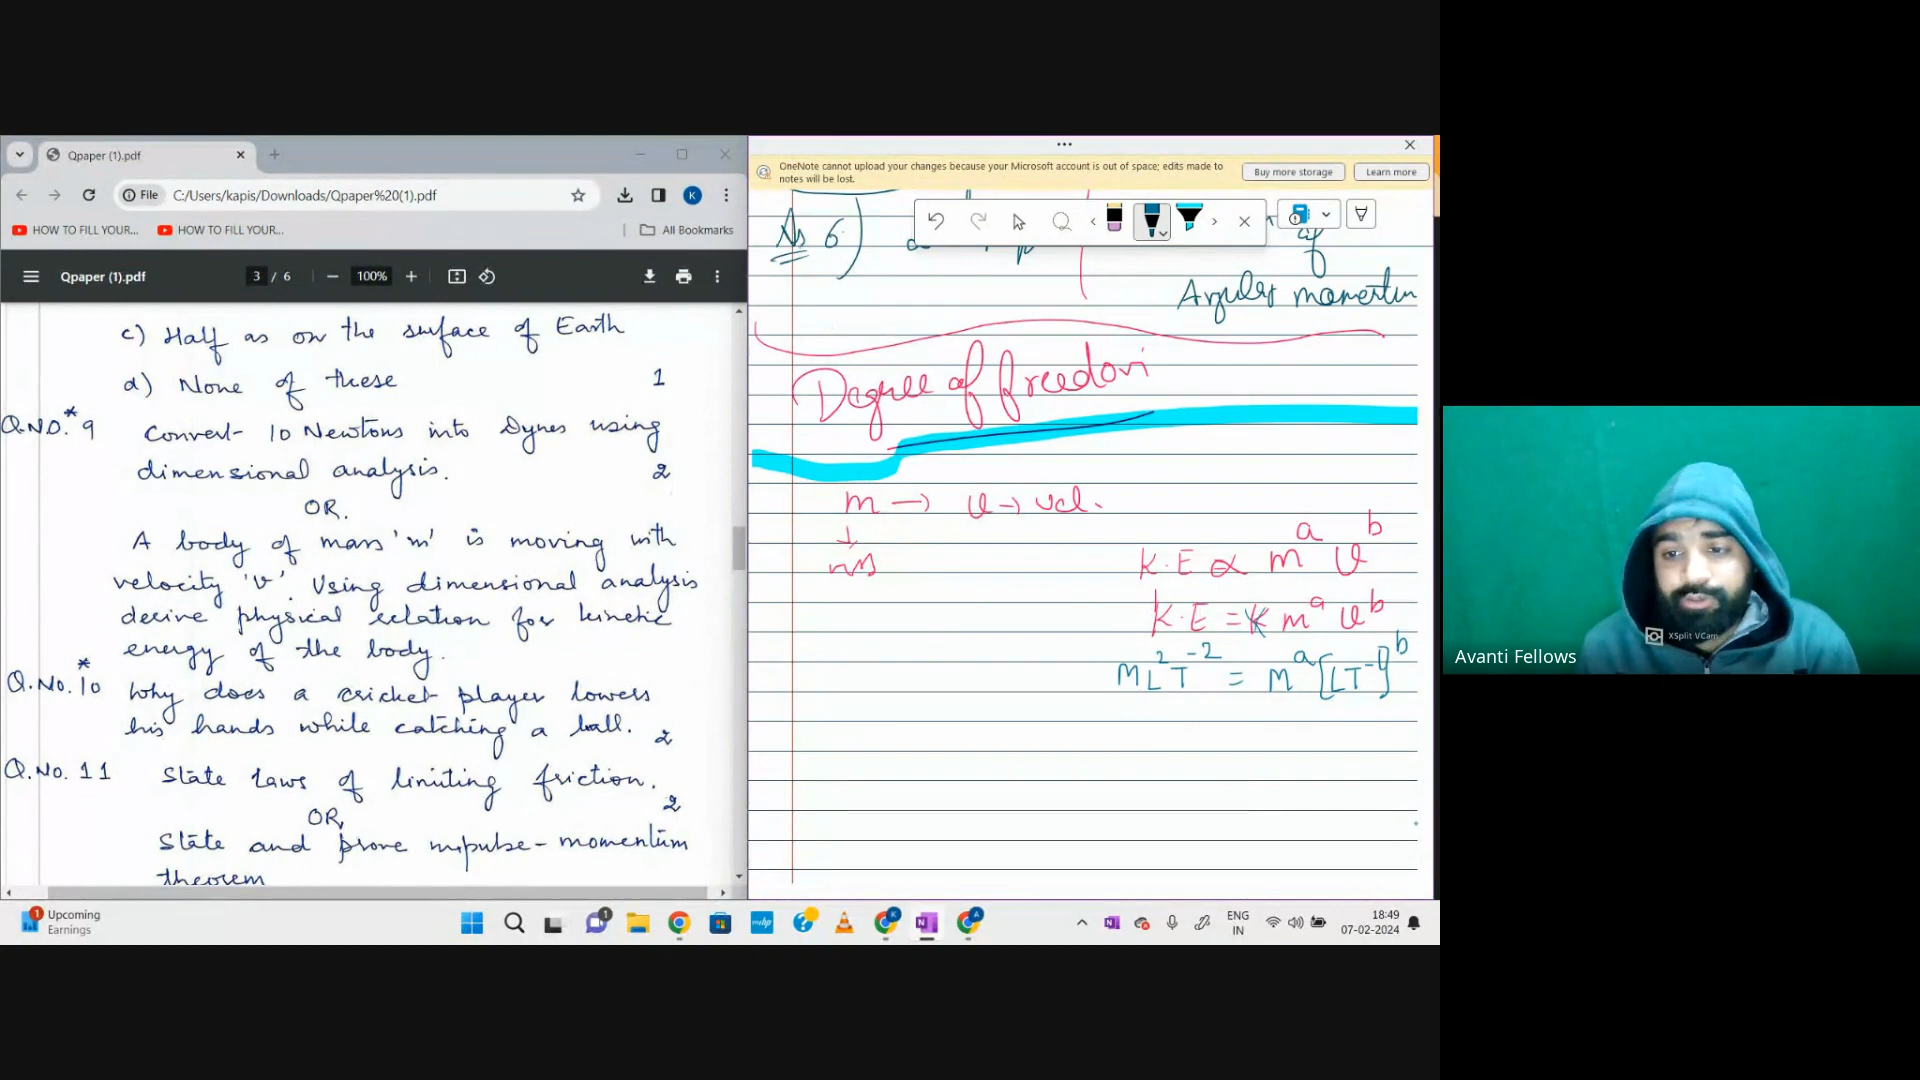 Qpaper (1).pdf
File C:/Users/kapis/Downloads/Qpaper%20(1).pdf
K
HOW TO FILL YOUR... HOW TO FILL YOUR... All Bookmarks
Qpaper (1).pdf 3 / 6 100%
c) Half as on the surface of Earth
d) None of these 1
Q.NO.* 9 Convert 10 Newtons into Dynes using
dimensional analysis. 2
OR.
A body of mass 'm' is moving with
velocity 'v'. Using dimensional analysis
derive physical relation for kinetic
energy of the body.
Q.No.* 10 Why does a cricket player lowers
his hands while catching a ball. 2
Q.No. 11 State laws of limiting friction.
2
OR,
State and prove impulse-momentum
theorem
OneNote cannot upload your changes because your Microsoft account is out of space; edits made to
notes will be lost.
Buy more storage Learn more
6)
of
Angular momentum
Degree of freedom
m → v → vel.
↓
K.E ∝ m^a v^b
K.E = K m^a v^b
ML²T⁻² = M^a [LT⁻¹]^b
XSplit VCam
Avanti Fellows
1 Upcoming
Earnings
1
myhp
K
A
ENG
IN
18:49
07-02-2024